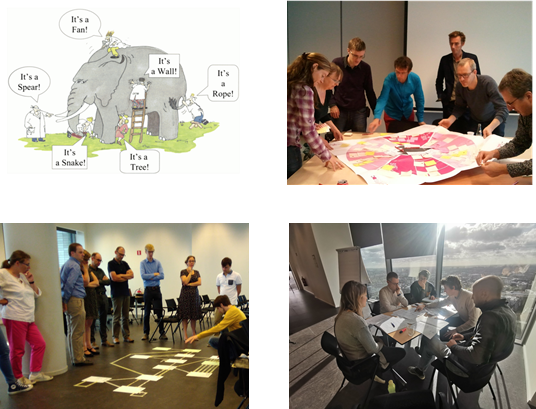 It's a
Fan!
It's
a Wall!
It's
a
Rope!
It's a
Spear!
It's
a Snake!
It's a
Tree!